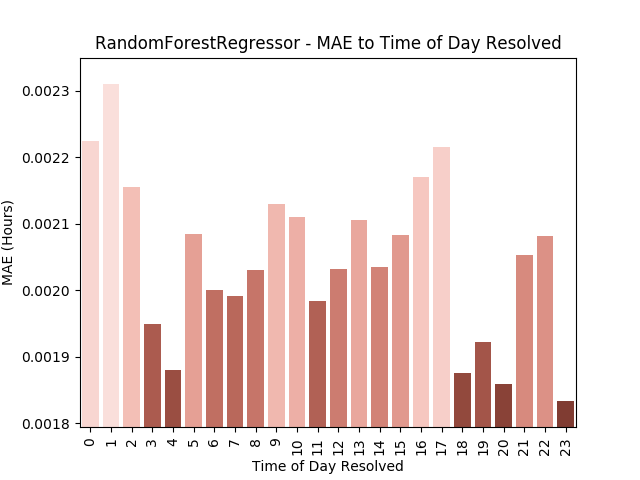 RandomForestRegressor - MAE to Time of Day Resolved
MAE (Hours)
0.0023
0.0022
0.0021
0.0020
0.0019
0.0018
0 1 2 3 4 5 6 7 8 9 10 11 12 13 14 15 16 17 18 19 20 21 22 23
Time of Day Resolved